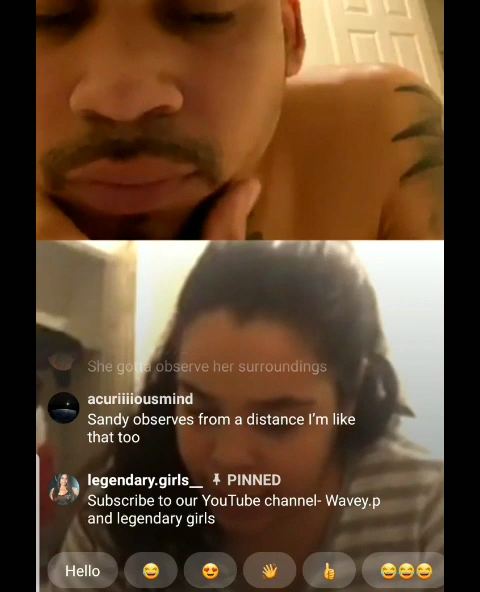 She gotta observe her surroundings
acuriiiiousmind
Sandy observes from a distance I'm like
that too
legendary.girls__ PINNED
Subscribe to our YouTube channel- Wavey.p
and legendary girls
Hello